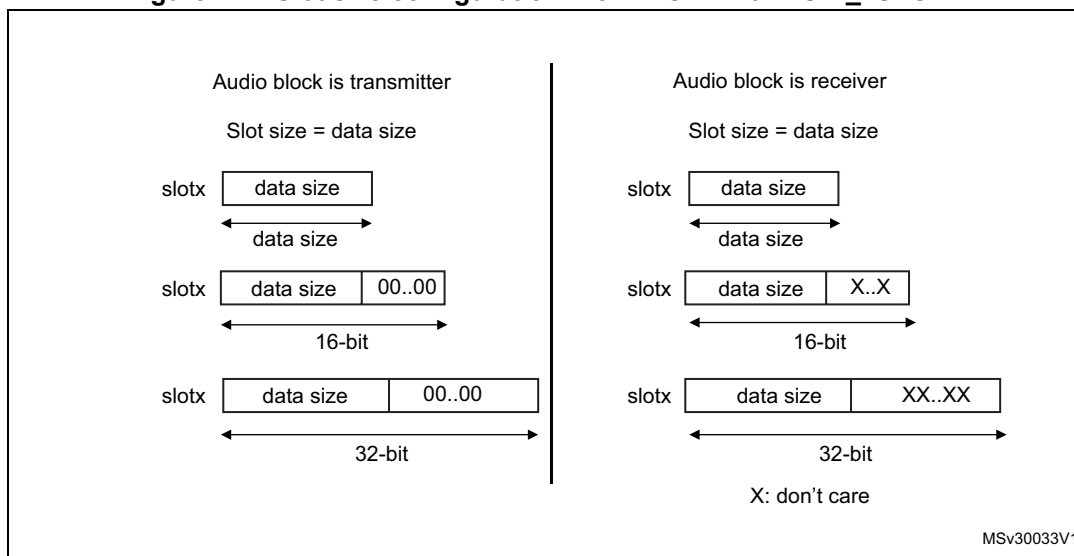 Audio block is transmitter
Slot size = data size
slotx data size
data size
slotx data size 00..00
16-bit
slotx data size 00..00
32-bit
Audio block is receiver
Slot size = data size
slotx data size
data size
slotx data size X..X
16-bit
slotx data size XX..XX
32-bit
X: don't care
MSv30033V1